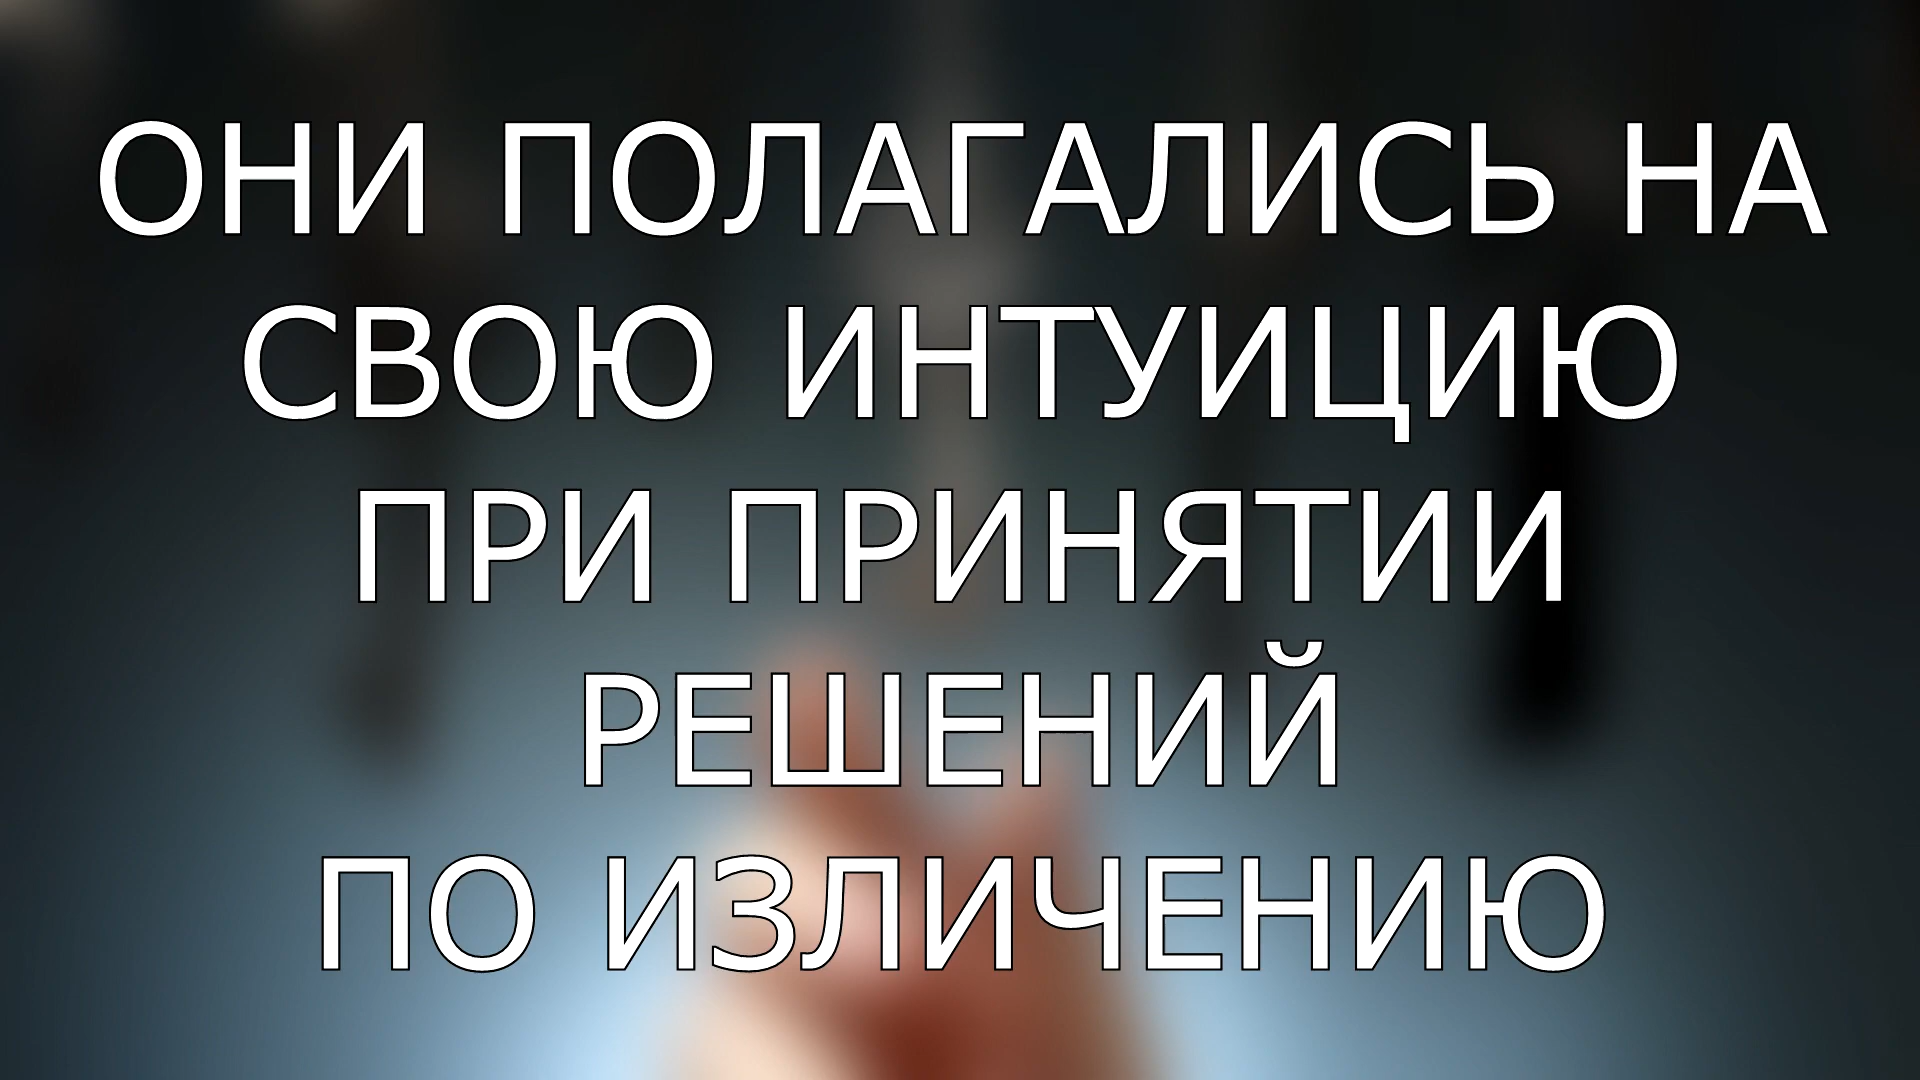 ОНИ ПОЛАГАЛИСЬ НА
СВОЮ ИНТУИЦИЮ
ПРИ ПРИНЯТИИ
РЕШЕНИЙ
ПО ИЗЛИЧЕНИЮ